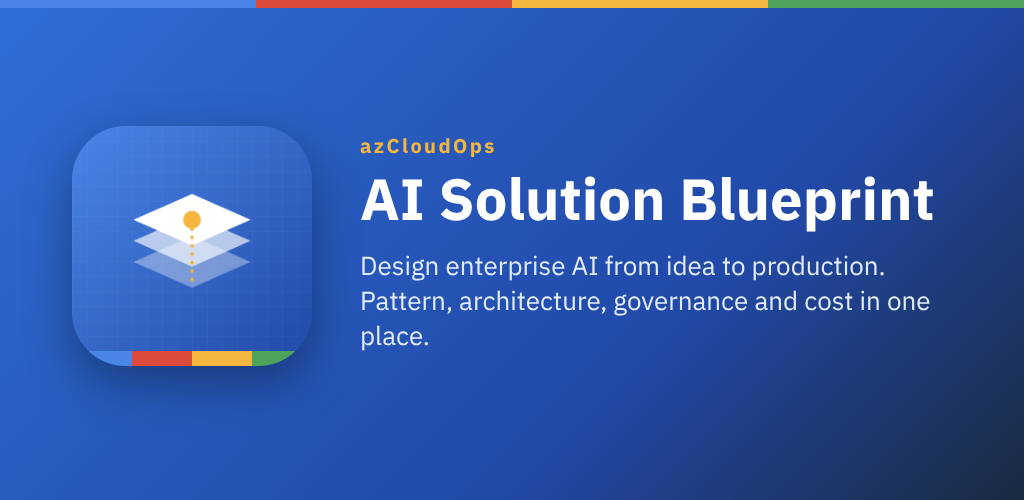 azCloudOps
AI Solution Blueprint
Design enterprise AI from idea to production.
Pattern, architecture, governance and cost in one
place.